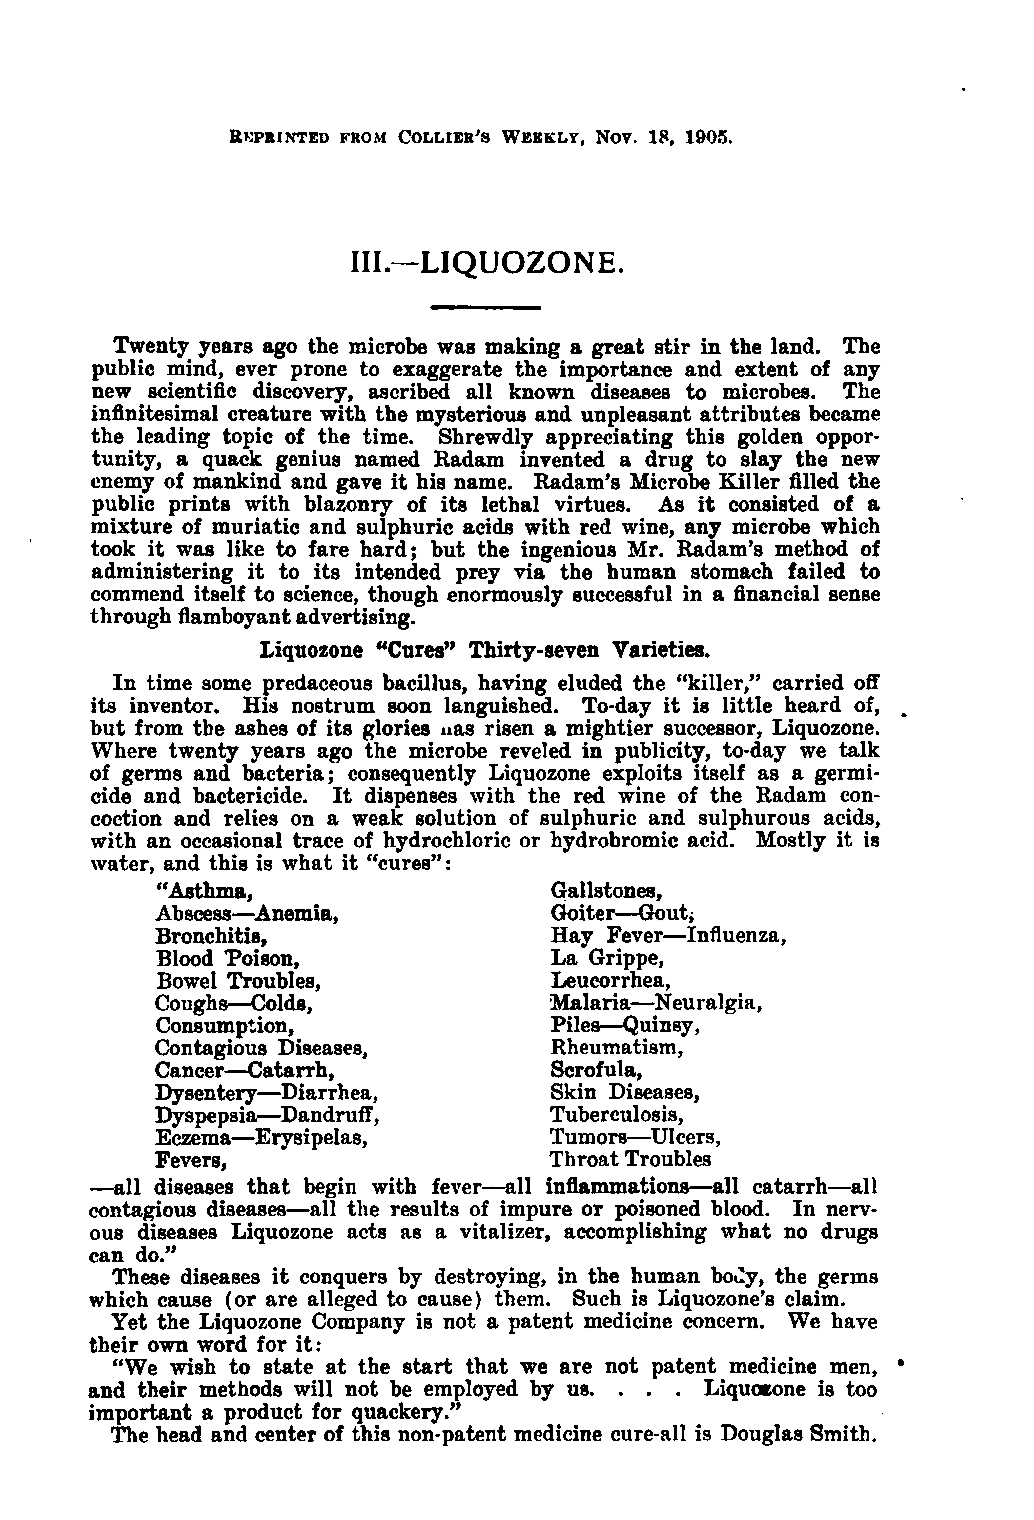 REPRINTED FROM COLLIER'S WEEKLY, NOV. 18, 1905.
III.—LIQUOZONE.
Twenty years ago the microbe was making a great stir in the land. The
public mind, ever prone to exaggerate the importance and extent of any
new scientific discovery, ascribed all known diseases to microbes. The
infinitesimal creature with the mysterious and unpleasant attributes became
the leading topic of the time. Shrewdly appreciating this golden oppor-
tunity, a quack genius named Radam invented a drug to slay the new
enemy of mankind and gave it his name. Radam's Microbe Killer filled the
public prints with blazonry of its lethal virtues. As it consisted of a
mixture of muriatic and sulphuric acids with red wine, any microbe which
took it was like to fare hard; but the ingenious Mr. Radam's method of
administering it to its intended prey via the human stomach failed to
commend itself to science, though enormously successful in a financial sense
through flamboyant advertising.
Liquozone "Cures" Thirty-seven Varieties.
In time some predaceous bacillus, having eluded the "killer," carried off
its inventor. His nostrum soon languished. To-day it is little heard of,
but from the ashes of its glories has risen a mightier successor, Liquozone.
Where twenty years ago the microbe reveled in publicity, to-day we talk
of germs and bacteria; consequently Liquozone exploits itself as a germi-
cide and bactericide. It dispenses with the red wine of the Radam con-
coction and relies on a weak solution of sulphuric and sulphurous acids,
with an occasional trace of hydrochloric or hydrobromic acid. Mostly it is
water, and this is what it "cures":
"Asthma,
Abscess—Anemia,
Bronchitis,
Blood Poison,
Bowel Troubles,
Coughs—Colds,
Consumption,
Contagious Diseases,
Cancer—Catarrh,
Dysentery—Diarrhea,
Dyspepsia—Dandruff,
Eczema—Erysipelas,
Fevers,
Gallstones,
Goiter—Gout,
Hay Fever—Influenza,
La Grippe,
Leucorrhea,
Malaria—Neuralgia,
Piles—Quinsy,
Rheumatism,
Scrofula,
Skin Diseases,
Tuberculosis,
Tumors—Ulcers,
Throat Troubles
—all diseases that begin with fever—all inflammations—all catarrh—all
contagious diseases—all the results of impure or poisoned blood. In nerv-
ous diseases Liquozone acts as a vitalizer, accomplishing what no drugs
can do."
These diseases it conquers by destroying, in the human body, the germs
which cause (or are alleged to cause) them. Such is Liquozone's claim.
Yet the Liquozone Company is not a patent medicine concern. We have
their own word for it:
"We wish to state at the start that we are not patent medicine men,
and their methods will not be employed by us. . . . Liquozone is too
important a product for quackery."
The head and center of this non-patent medicine cure-all is Douglas Smith.